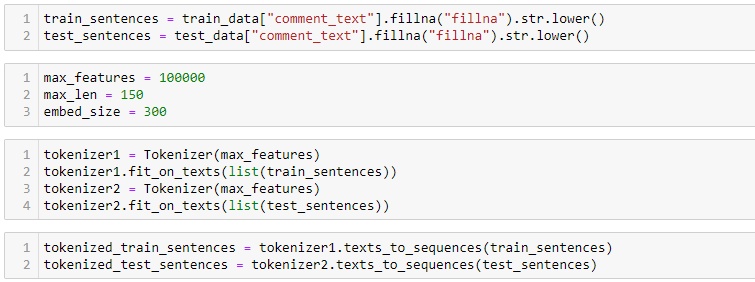 1 train_sentences = train_data["comment_text"].fillna("fillna").str.lower()
2 test_sentences = test_data["comment_text"].fillna("fillna").str.lower()
1 max_features = 100000
2 max_len = 150
3 embed_size = 300
1 tokenizer1 = Tokenizer(max_features)
2 tokenizer1.fit_on_texts(list(train_sentences))
3 tokenizer2 = Tokenizer(max_features)
4 tokenizer2.fit_on_texts(list(test_sentences))
1 tokenized_train_sentences = tokenizer1.texts_to_sequences(train_sentences)
2 tokenized_test_sentences = tokenizer2.texts_to_sequences(test_sentences)